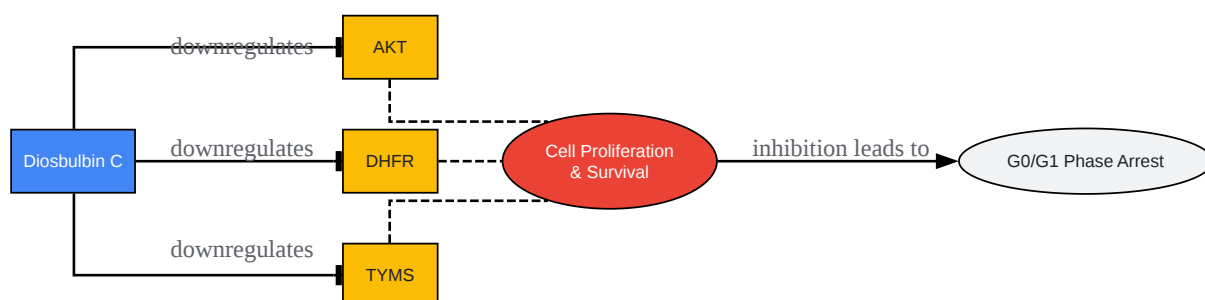 downregulates
AKT
Diosbulbin C
downregulates
DHFR
Cell Proliferation
& Survival
inhibition leads to
G0/G1 Phase Arrest
downregulates
TYMS